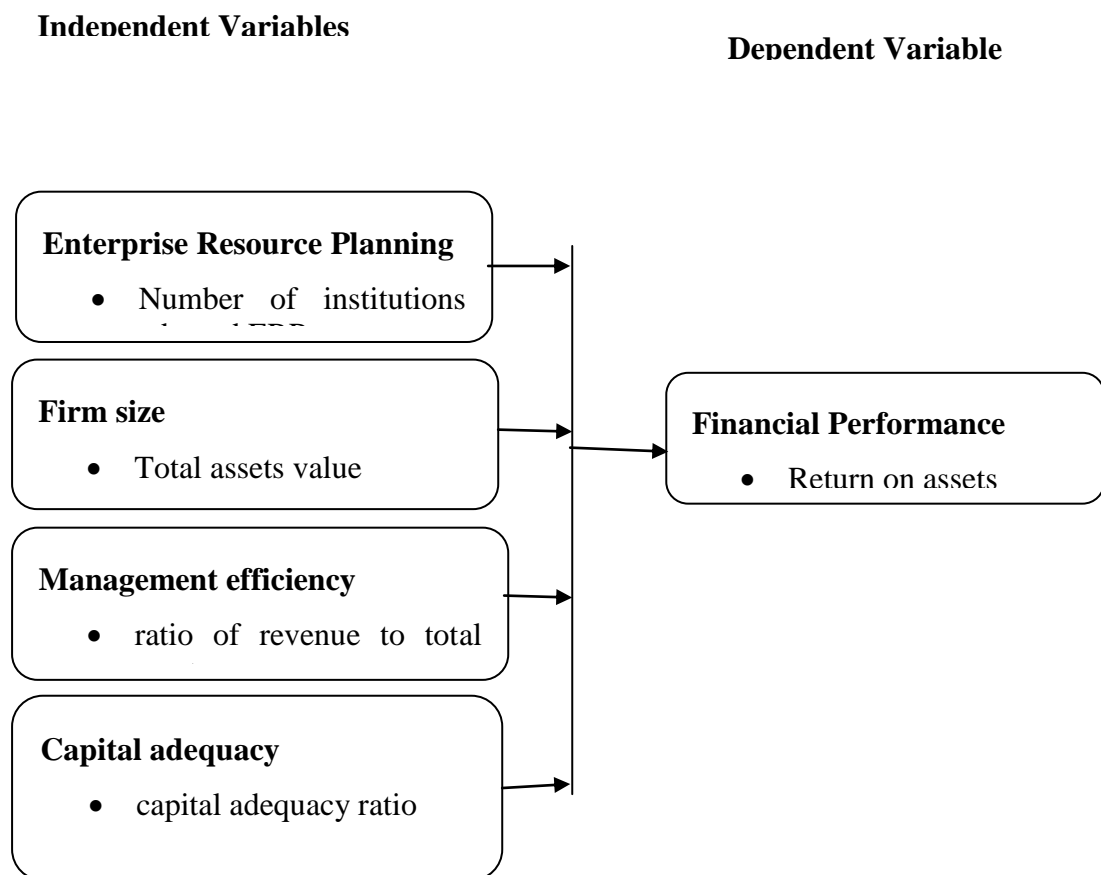 Independent Variables
Dependent Variable
Enterprise Resource Planning
• Number of institutions
Firm size
• Total assets value
Financial Performance
• Return on assets
Management efficiency
• ratio of revenue to total
Capital adequacy
• capital adequacy ratio